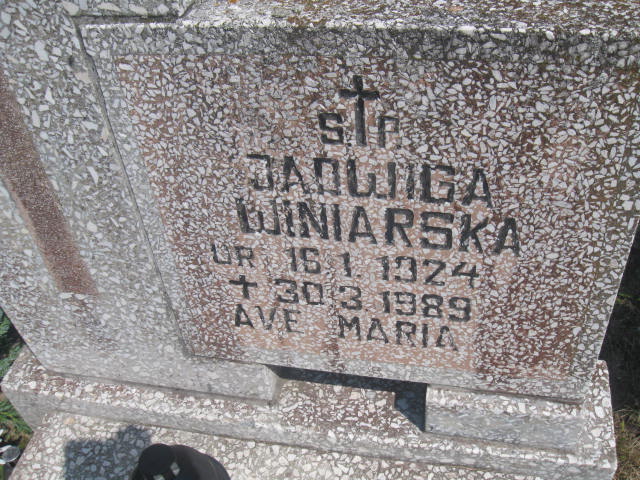 Ś.P.
JADWIGA
WINIARSKA
UR. 16.1.1924
✝ 30.3.1989
AVE MARIA